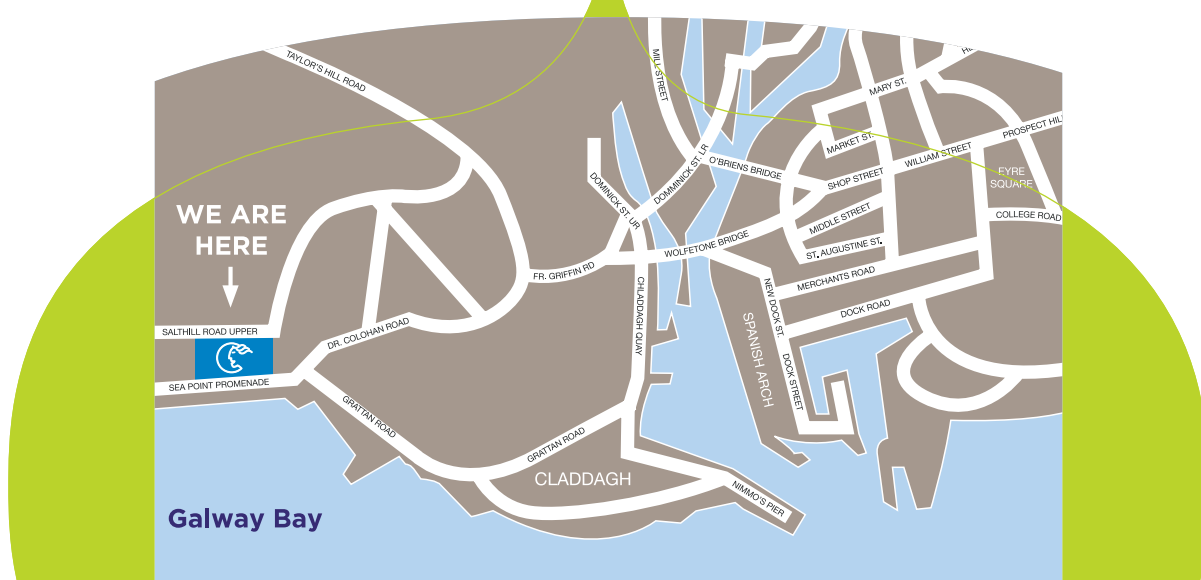 TAYLOR'S HILL ROAD
MILL STREET
MARY ST.
MARKET ST.
PROSPECT HILL
WILLIAM STREET
O'BRIENS BRIDGE
SHOP STREET
EYRE
SQUARE
DOMINICK ST. UR
DOMMINICK ST. LR
COLLEGE ROAD
WE ARE
HERE
MIDDLE STREET
ST. AUGUSTINE ST.
WOLFETONE BRIDGE
FR. GRIFFIN RD
MERCHANTS ROAD
CHLADDAGH QUAY
NEW DOCK ST.
DOCK ROAD
SPANISH ARCH
SALTHILL ROAD UPPER
DR. COLOHAN ROAD
SEA POINT PROMENADE
DOCK STREET
GRATTAN ROAD
GRATTAN ROAD
CLADDAGH
NIMMO'S PIER
Galway Bay